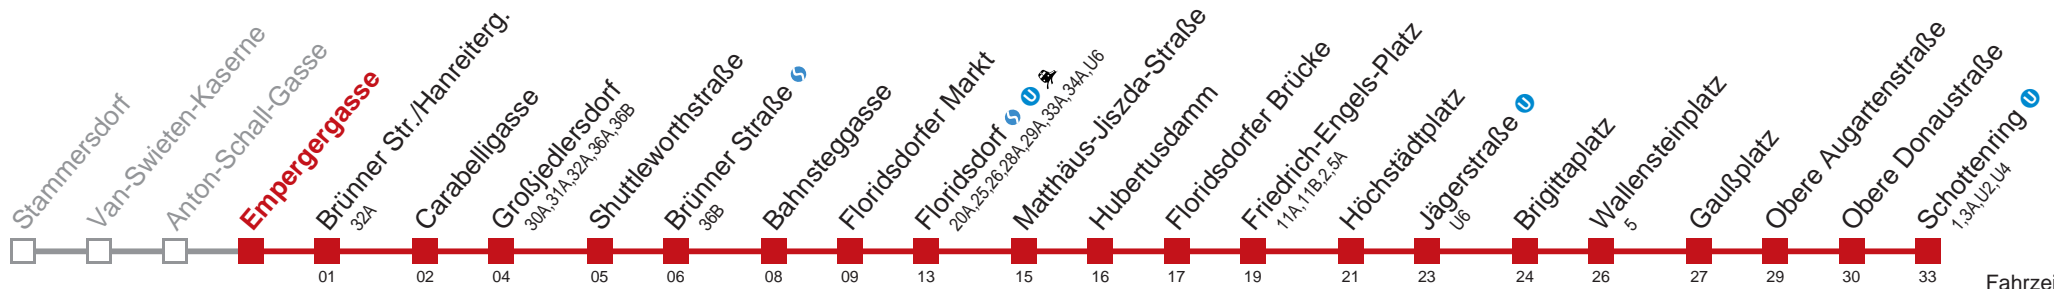 Stammersdorf
Van-Swieten-Kaserne
Anton-Schall-Gasse
Empergergasse
Brünner Str./Hanreiterg.
32A
Carabelligasse
Großjedlersdorf
30A,31A,32A,36A,36B
Shuttleworthstraße
Brünner Straße
36B
Bahnsteggasse
Floridsdorfer Markt
Floridsdorf U
20A,25,26,28A,29A,33A,34A,U6
Matthäus-Jiszda-Straße
Hubertusdamm
Floridsdorfer Brücke
Friedrich-Engels-Platz
11A,11B,2,5A
Höchstädtplatz
Jägerstraße U
U6
Brigittaplatz
Wallensteinplatz
5
Gaußplatz
Obere Augartenstraße
Obere Donaustraße
Schottenring U
1,3A,U2,U4
01 02 04 05 06 08 09 13 15 16 17 19 21 23 24 26 27 29 30 33 Fahrzei